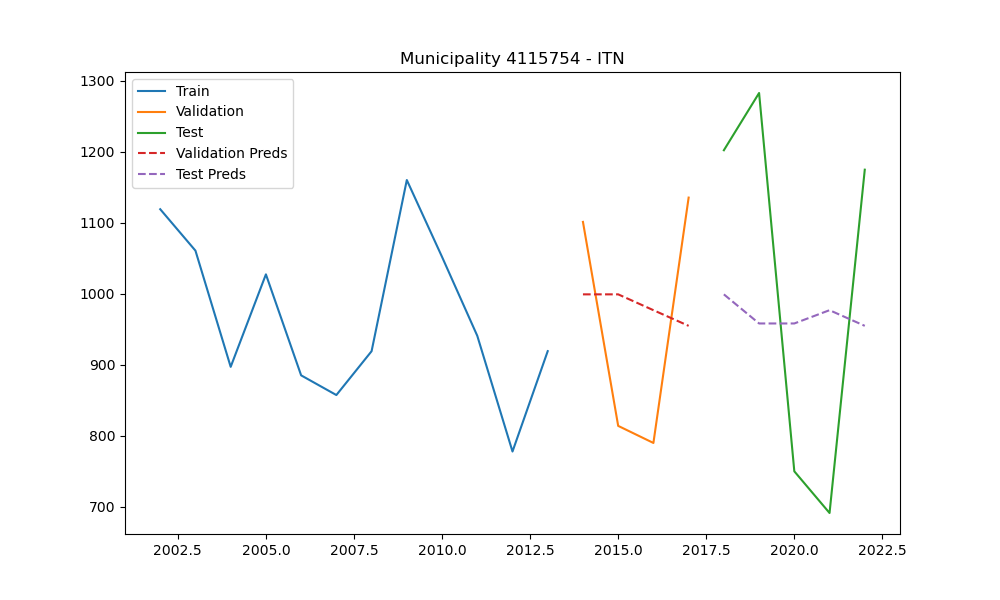 Municipality 4115754 - ITN
Train
Validation
Test
Validation Preds
Test Preds
1300
1200
1100
1000
900
800
700
2002.5 2005.0 2007.5 2010.0 2012.5 2015.0 2017.5 2020.0 2022.5